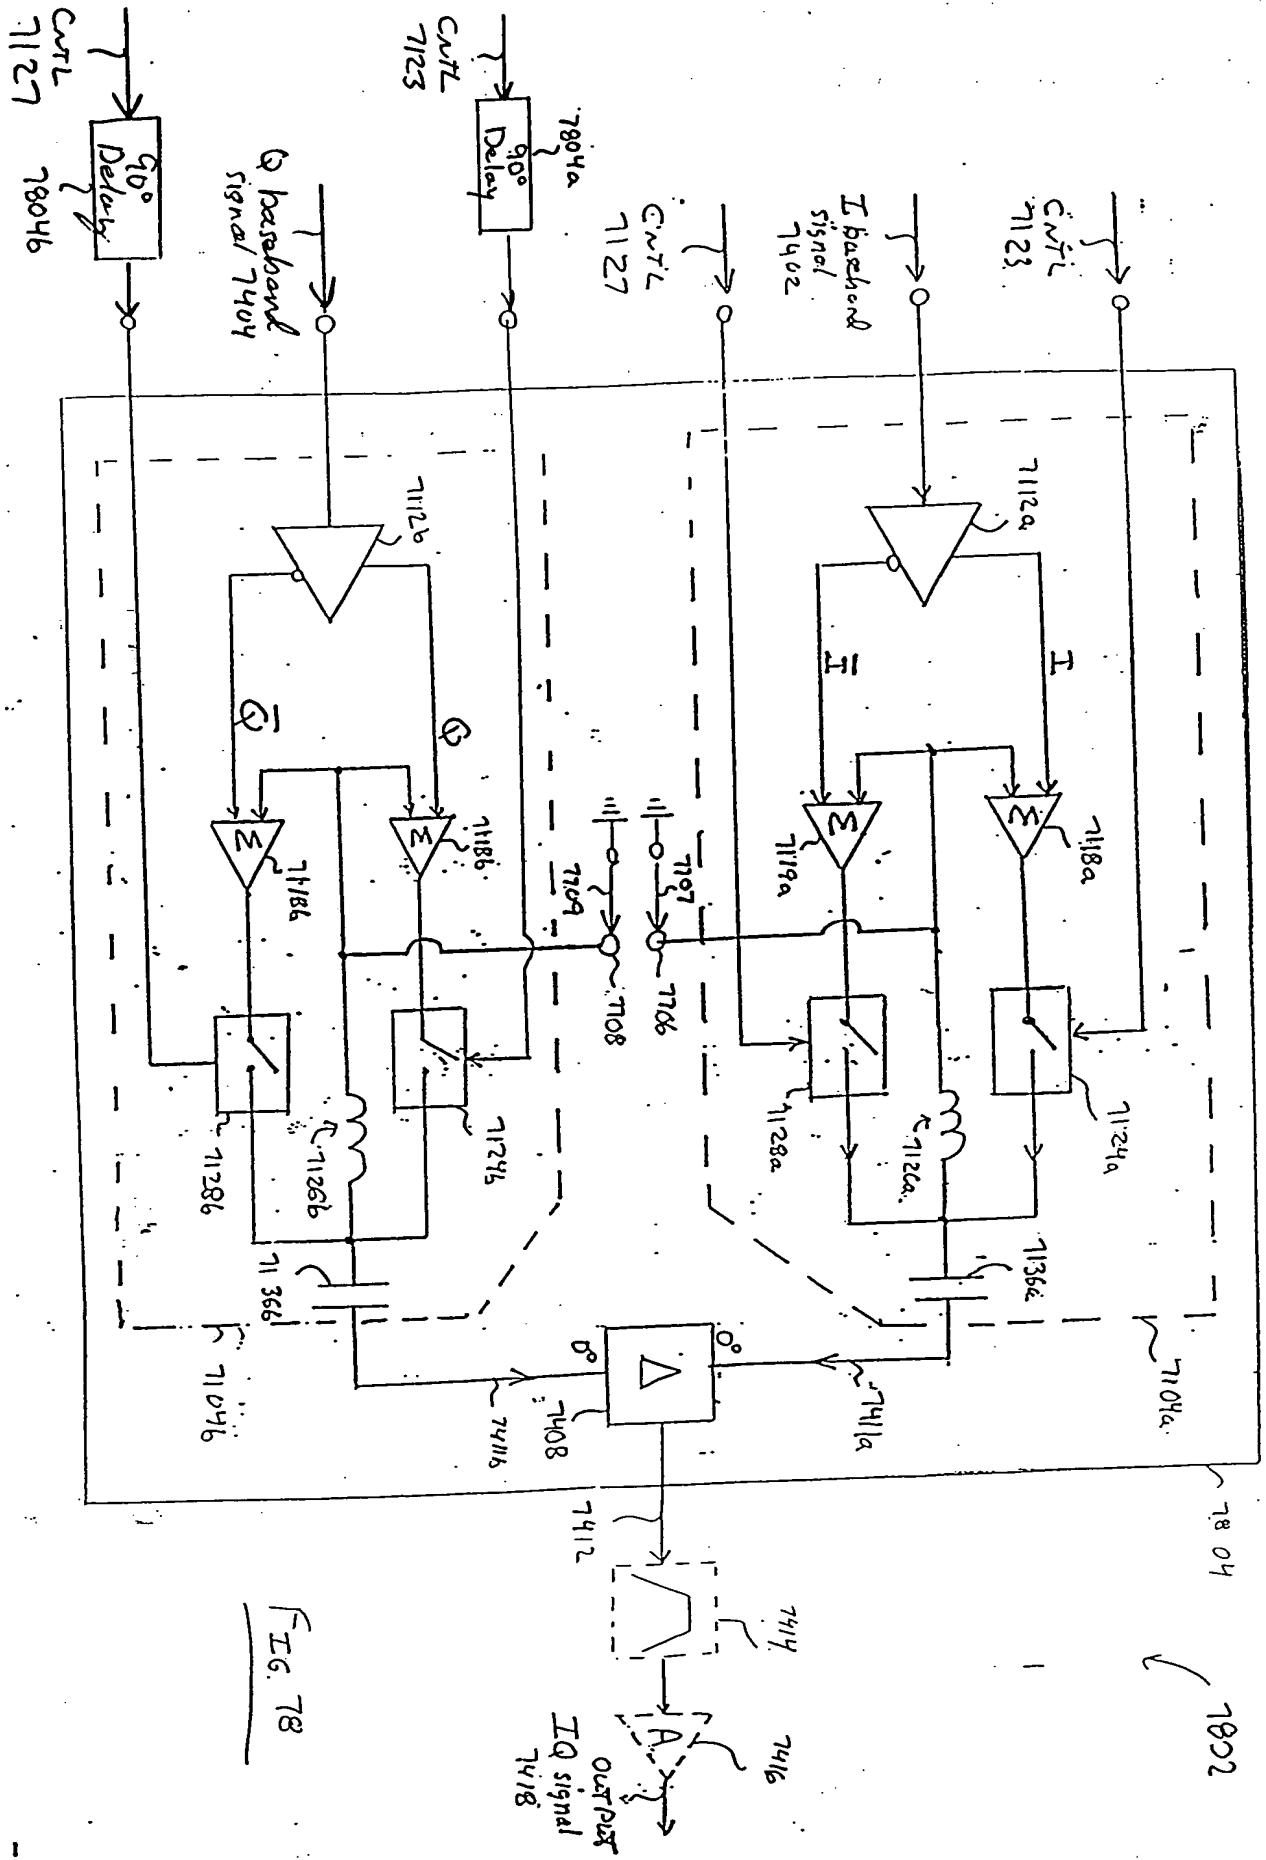 7802
CNTL
7123
I baseband
signal
7402
CNTL
7127
7804a
90°
Delay
CNTL
7123
Q baseband
signal 7404
90°
Delay
7804b
CNTL
7127
7112a
I
I̅
Σ
7118a
Σ
7119a
7124a
7126a
7128a
7136a
7104a
7411a
7707
7706
7709
7708
7112b
Q
Q̅
Σ
7118b
Σ
7124b
7126b
7128b
7136b
7104b
7411b
0°
0°
7408
7804
7412
7414
A
7416
OUTPUT
IQ signal
7418
FIG. 78